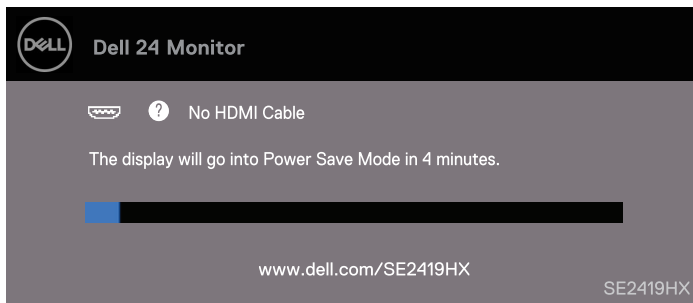 DELL
Dell 24 Monitor
? No HDMI Cable
The display will go into Power Save Mode in 4 minutes.
www.dell.com/SE2419HX
SE2419HX